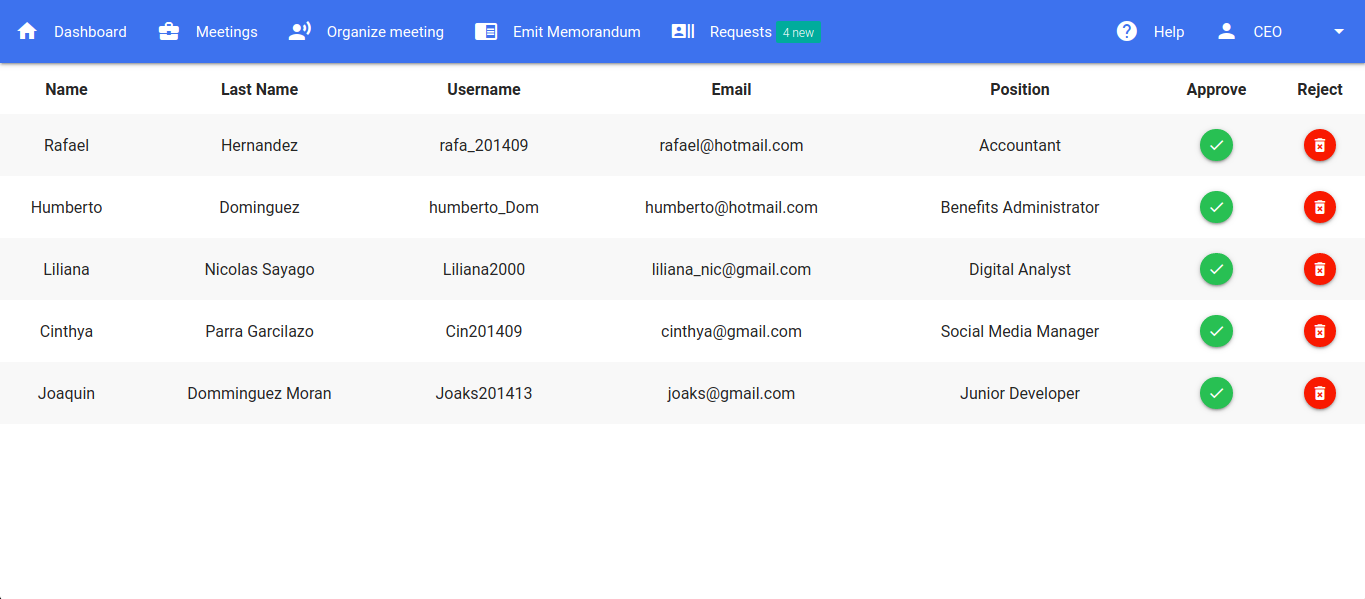 Dashboard Meetings Organize meeting Emit Memorandum Requests 4 new Help CEO
Name Last Name Username Email Position Approve Reject
Rafael Hernandez rafa_201409 rafael@hotmail.com Accountant
Humberto Dominguez humberto_Dom humberto@hotmail.com Benefits Administrator
Liliana Nicolas Sayago Liliana2000 liliana_nic@gmail.com Digital Analyst
Cinthya Parra Garcilazo Cin201409 cinthya@gmail.com Social Media Manager
Joaquin Domminguez Moran Joaks201413 joaks@gmail.com Junior Developer